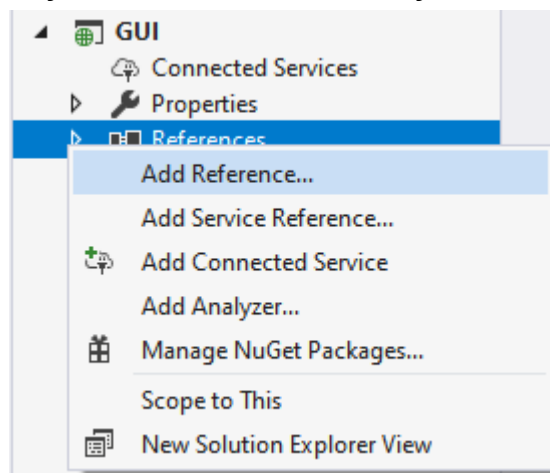 GUI
Connected Services
Properties
References
Add Reference...
Add Service Reference...
Add Connected Service
Add Analyzer...
Manage NuGet Packages...
Scope to This
New Solution Explorer View